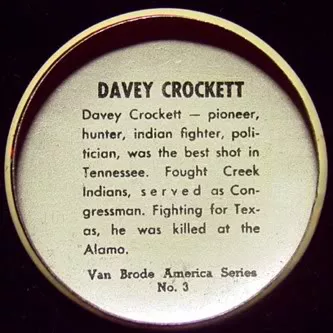 DAVEY CROCKETT
Davey Crockett — pioneer,
hunter, indian fighter, poli-
tician, was the best shot in
Tennessee. Fought Creek
Indians, served as Con-
gressman. Fighting for Tex-
as, he was killed at the
Alamo.
Van Brode America Series
No. 3